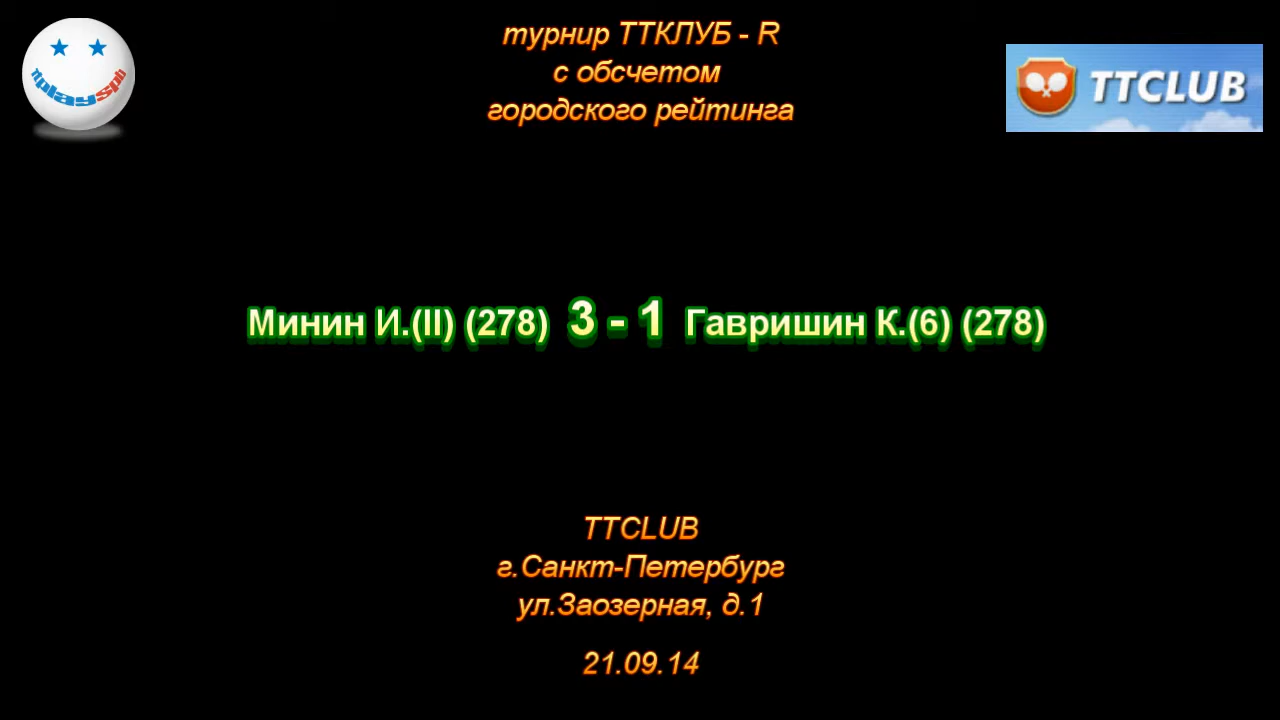 турнир ТТКЛУБ - R
с обсчетом
городского рейтинга
ttplayspb
TTCLUB
Минин И.(II) (278) 3 - 1 Гавришин К.(6) (278)
TTCLUB
г.Санкт-Петербург
ул.Заозерная, д.1
21.09.14